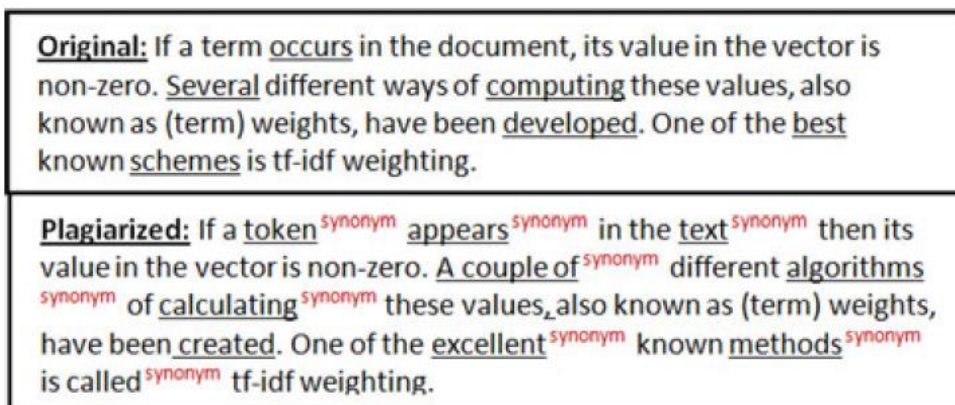 Original: If a term occurs in the document, its value in the vector is
non-zero. Several different ways of computing these values, also
known as (term) weights, have been developed. One of the best
known schemes is tf-idf weighting.
Plagiarized: If a token synonym appears synonym in the text synonym then its
value in the vector is non-zero. A couple of synonym different algorithms
synonym of calculating synonym these values, also known as (term) weights,
have been created. One of the excellent synonym known methods synonym
is called synonym tf-idf weighting.